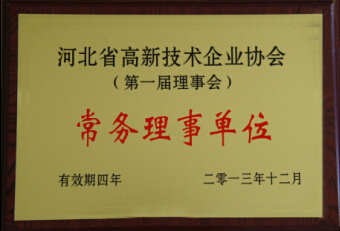 河北省高新技术企业协会
（第一届理事会）
常务理事单位
有效期四年 二零一三年十二月